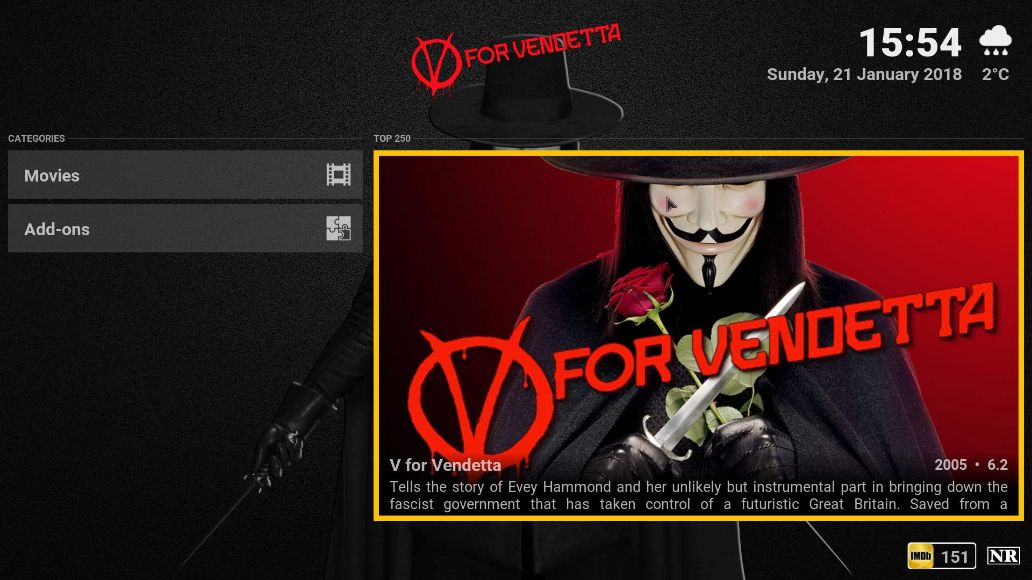 V FOR VENDETTA
15:54
Sunday, 21 January 2018 2°C
CATEGORIES
Movies
Add-ons
TOP 250
V FOR VENDETTA
V for Vendetta
2005 • 6.2
Tells the story of Evey Hammond and her unlikely but instrumental part in bringing down the
fascist government that has taken control of a futuristic Great Britain. Saved from a
IMDb 151 NR